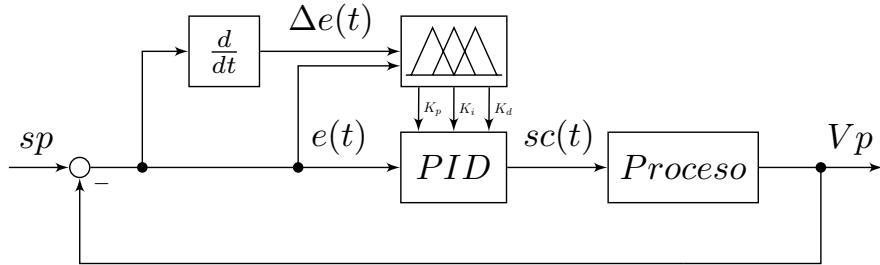 Δe(t)
d
dt
K_p K_i K_d
sp e(t) PID sc(t) Proceso Vp
−